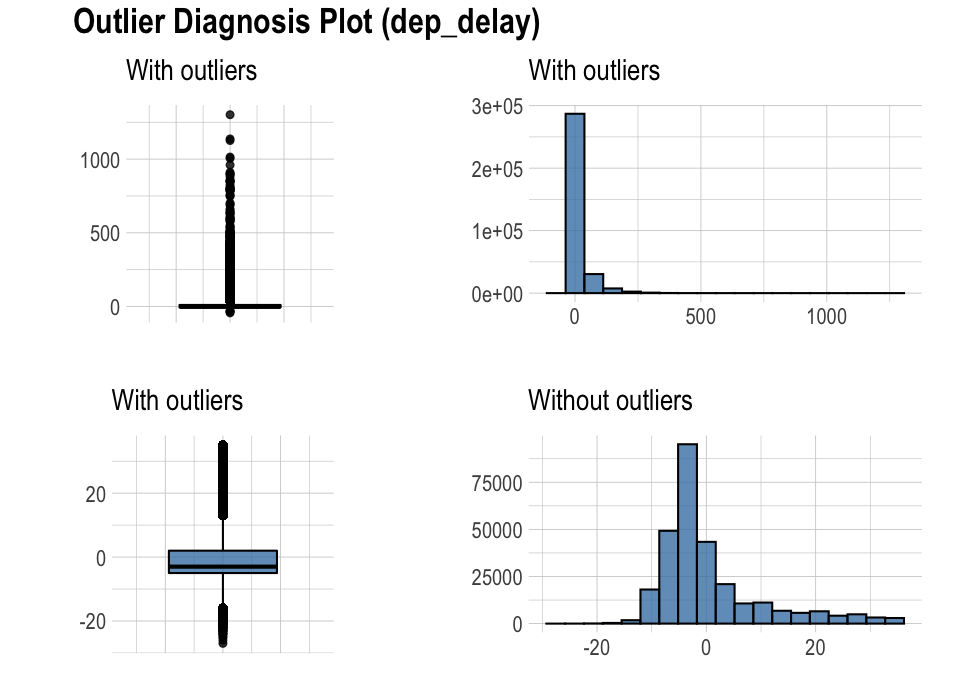 Outlier Diagnosis Plot (dep_delay)
With outliers
1000
500
0
With outliers
3e+05
2e+05
1e+05
0e+00
0 500 1000
With outliers
20
0
-20
Without outliers
75000
50000
25000
0
-20 0 20